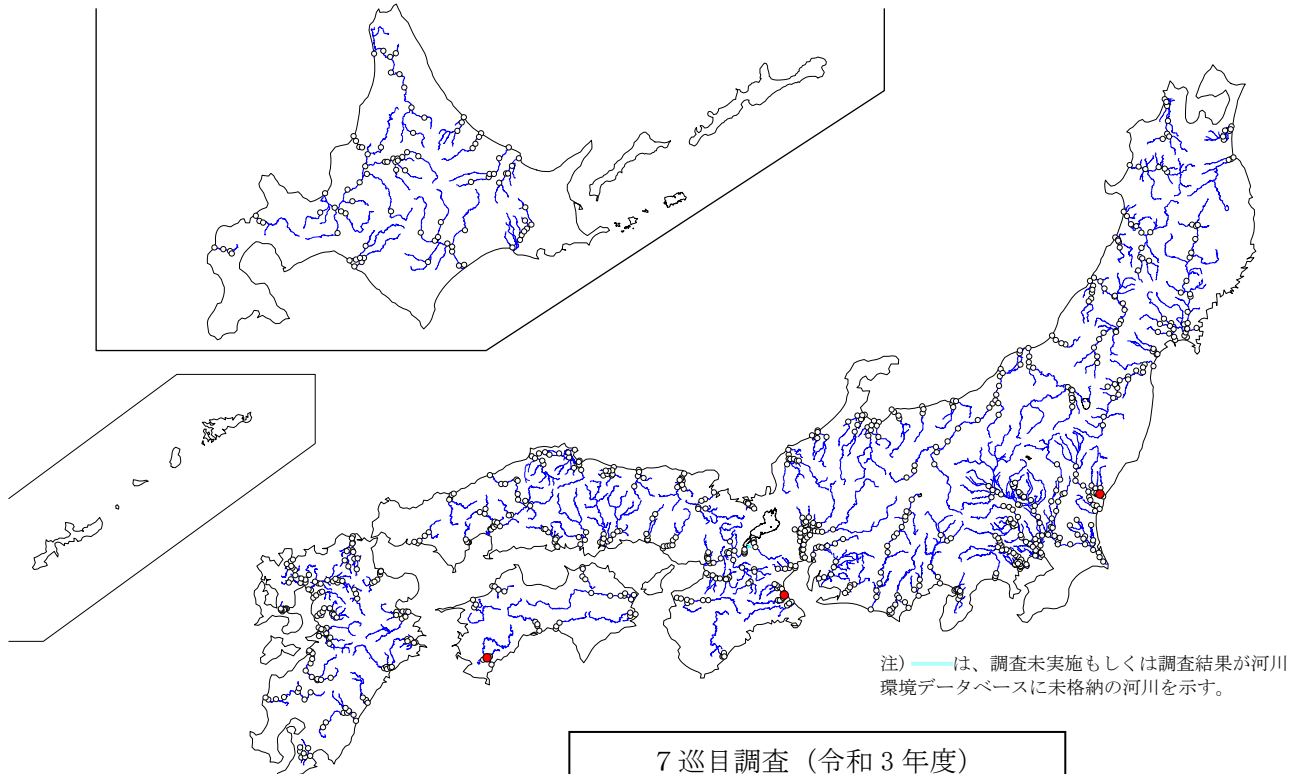 注) は、調査未実施もしくは調査結果が河川
環境データベースに未格納の河川を示す。
7巡目調査（令和3年度）